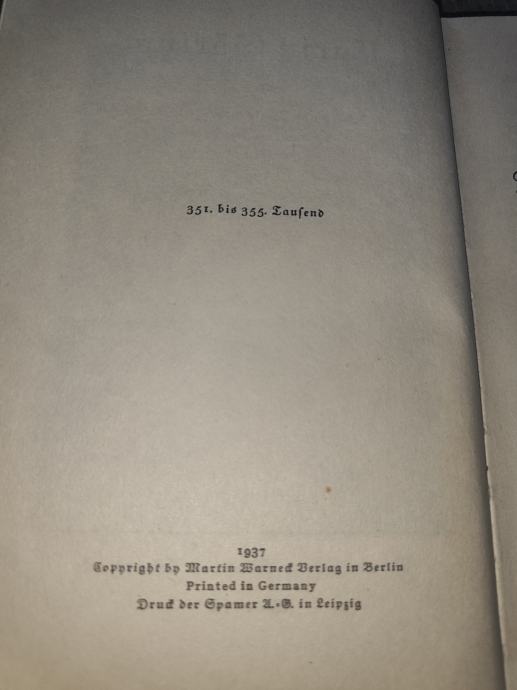 351. bis 355. Tauſend
1937
Copyright by Martin Warneck Verlag in Berlin
Printed in Germany
Druck der Spamer A.-G. in Leipzig